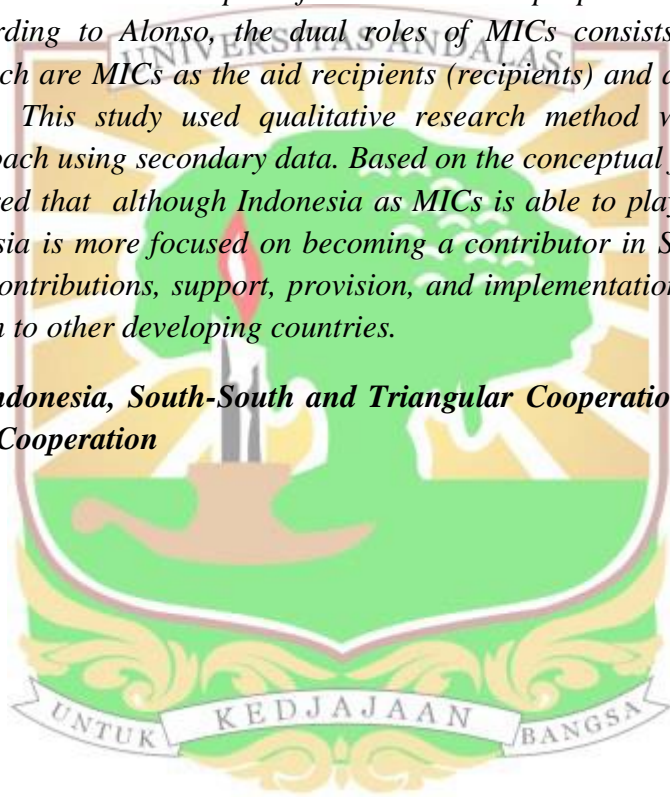 rding to Alonso, the dual roles of MICs consists
UNIVERSITAS ANDALAS
ch are MICs as the aid recipients (recipients) and
This study used qualitative research method
ach using secondary data. Based on the conceptual
ed that although Indonesia as MICs is able to play
sia is more focused on becoming a contributor in S
ontributions, support, provision, and implementation
n to other developing countries.
ndonesia, South-South and Triangular Cooperatio
Cooperation
UNTUK KEDJAJAAN BANGSA